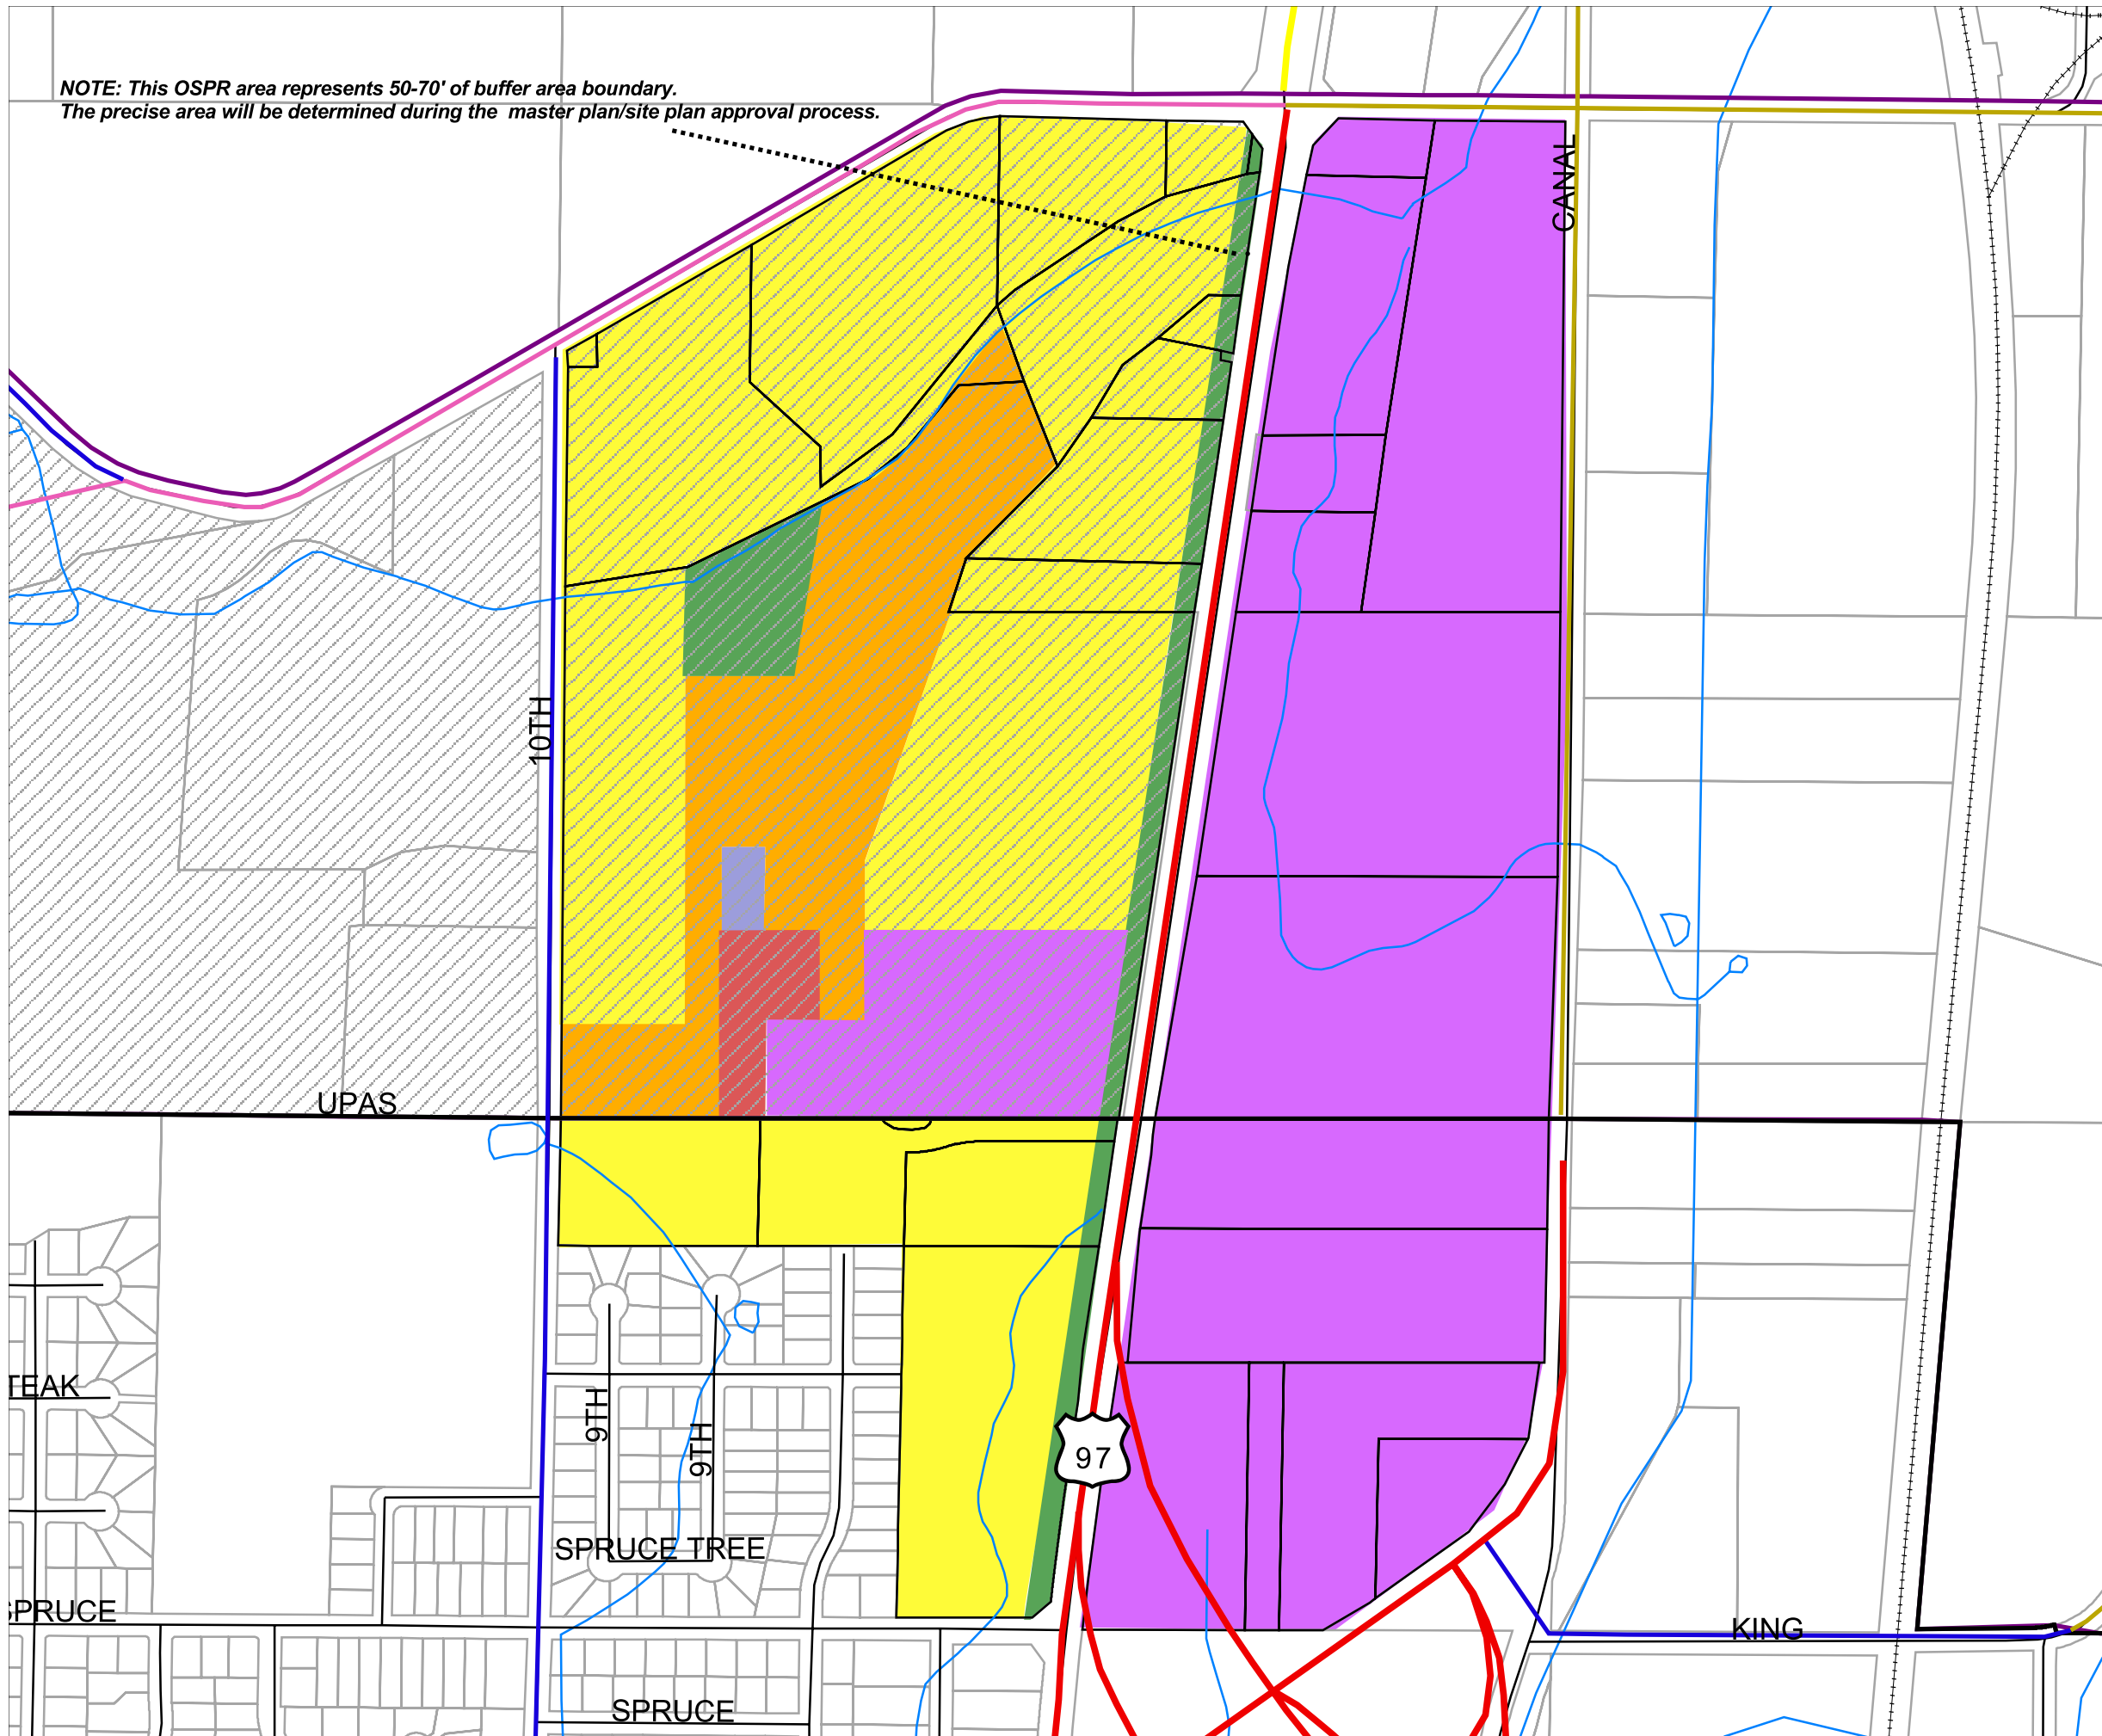 NOTE: This OSPR area represents 50-70' of buffer area boundary.
The precise area will be determined during the master plan/site plan approval process.
CANAL
10TH
UPAS
TEAK
9TH
9TH
97
SPRUCE TREE
SPRUCE
KING
SPRUCE